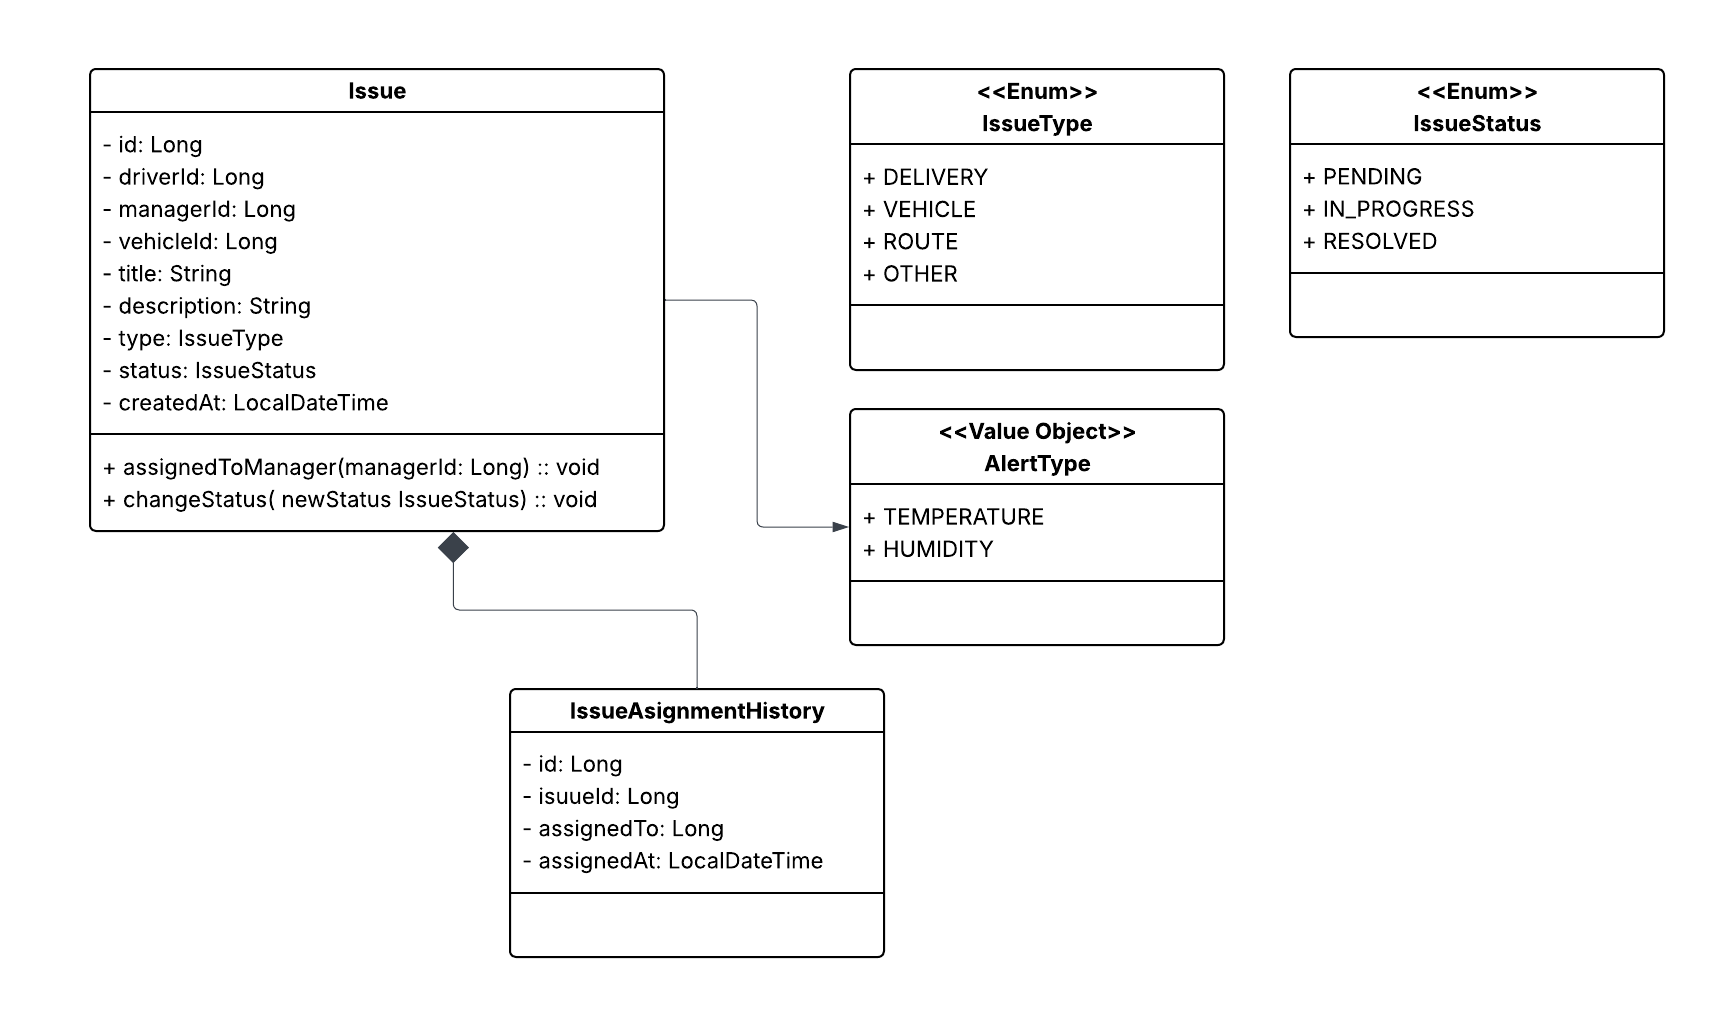 Issue
- id: Long
- driverId: Long
- managerId: Long
- vehicleId: Long
- title: String
- description: String
- type: IssueType
- status: IssueStatus
- createdAt: LocalDateTime
+ assignedToManager(managerId: Long) :: void
+ changeStatus( newStatus IssueStatus) :: void
<<Enum>>
IssueType
+ DELIVERY
+ VEHICLE
+ ROUTE
+ OTHER
<<Enum>>
IssueStatus
+ PENDING
+ IN_PROGRESS
+ RESOLVED
<<Value Object>>
AlertType
+ TEMPERATURE
+ HUMIDITY
IssueAsignmentHistory
- id: Long
- isuueId: Long
- assignedTo: Long
- assignedAt: LocalDateTime